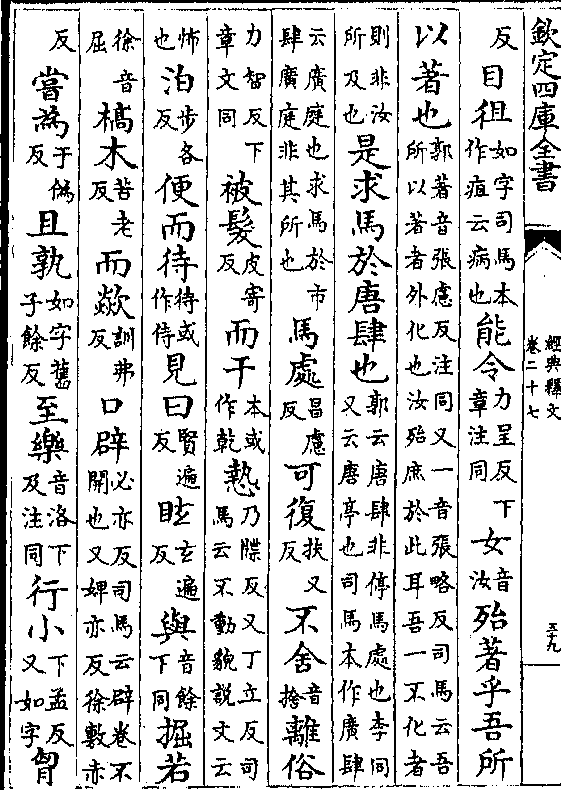 欽定四庫全書
經典釋文
卷二十七
五十九
反目徂如字司馬本作疽云病也能令力呈反下章注同女音汝殆著乎吾所
以著也郭著音張慮反注同又一音張略反司馬云吾所以著者外化也汝殆庶於此耳吾一不化者
則非汝所及也是求馬於唐肆也郭云唐肆非停馬處也李同又云唐亭也司馬本作廣肆
云廣庭也求馬於市肆廣庭非其所也馬處昌慮反可復扶又反不舍音捨離俗
力智反下章文同被髮皮寄反而干本或作乾慹乃牒反又丁立反司馬云不動貌說文云
怖也泊步各反便而待待或作侍見曰賢遍反眩玄遍反與音餘下同掘若
徐音屈槁木苦老反而歘訓弗反口辟必亦反司馬云辟卷不開也又婢亦反徐敷赤
反嘗為于偽反且孰如字舊子餘反至樂音洛下及注同行小下孟反又如字胷